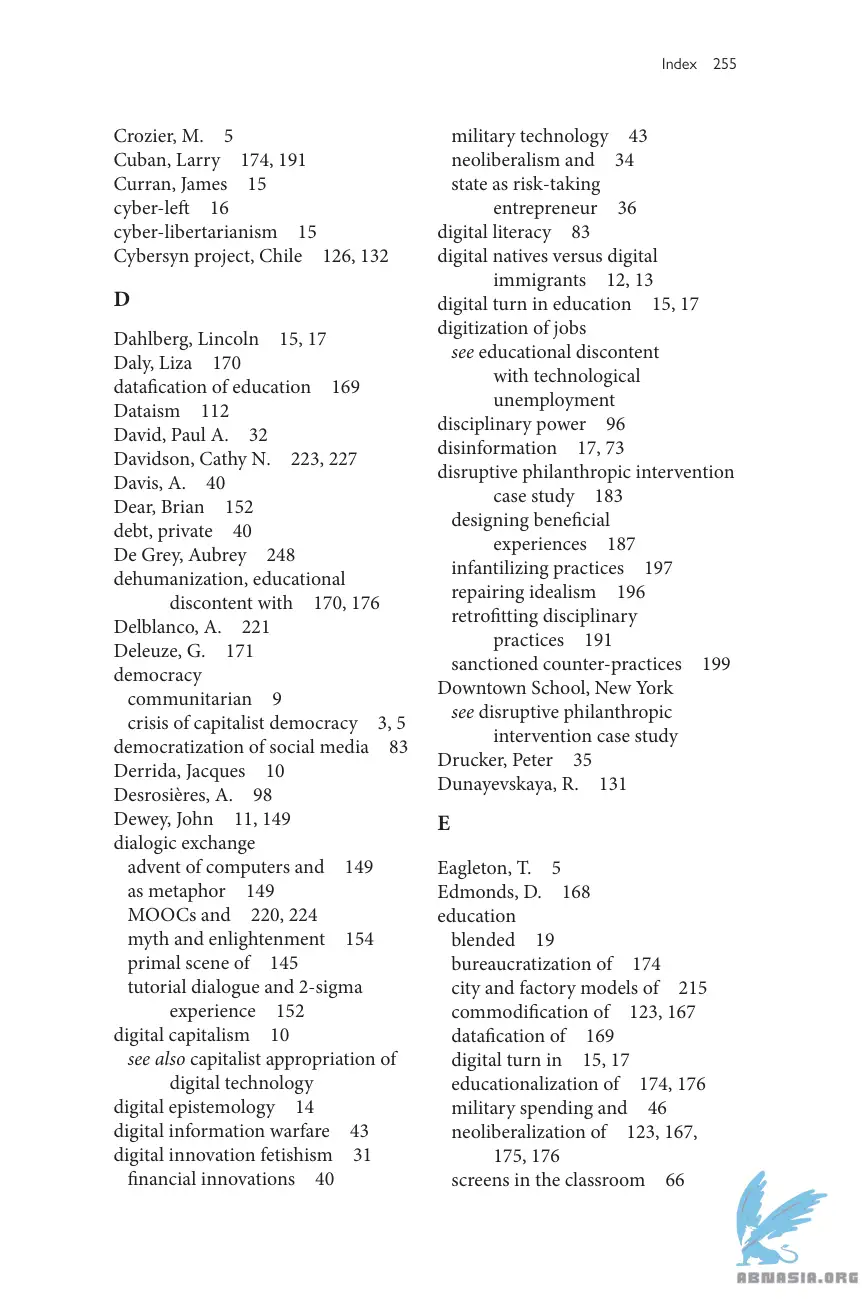 Index 255
Crozier, M. 5
Cuban, Larry 174, 191
Curran, James 15
cyber-left 16
cyber-libertarianism 15
Cybersyn project, Chile 126, 132
D
Dahlberg, Lincoln 15, 17
Daly, Liza 170
datafication of education 169
Dataism 112
David, Paul A. 32
Davidson, Cathy N. 223, 227
Davis, A. 40
Dear, Brian 152
debt, private 40
De Grey, Aubrey 248
dehumanization, educational
discontent with 170, 176
Delblanco, A. 221
Deleuze, G. 171
democracy
communitarian 9
crisis of capitalist democracy 3, 5
democratization of social media 83
Derrida, Jacques 10
Desrosières, A. 98
Dewey, John 11, 149
dialogic exchange
advent of computers and 149
as metaphor 149
MOOCs and 220, 224
myth and enlightenment 154
primal scene of 145
tutorial dialogue and 2-sigma
experience 152
digital capitalism 10
see also capitalist appropriation of
digital technology
digital epistemology 14
digital information warfare 43
digital innovation fetishism 31
financial innovations 40
military technology 43
neoliberalism and 34
state as risk-taking
entrepreneur 36
digital literacy 83
digital natives versus digital
immigrants 12, 13
digital turn in education 15, 17
digitization of jobs
see educational discontent
with technological
unemployment
disciplinary power 96
disinformation 17, 73
disruptive philanthropic intervention
case study 183
designing beneficial
experiences 187
infantilizing practices 197
repairing idealism 196
retrofitting disciplinary
practices 191
sanctioned counter-practices 199
Downtown School, New York
see disruptive philanthropic
intervention case study
Drucker, Peter 35
Dunayevskaya, R. 131
E
Eagleton, T. 5
Edmonds, D. 168
education
blended 19
bureaucratization of 174
city and factory models of 215
commodification of 123, 167
datafication of 169
digital turn in 15, 17
educationalization of 174, 176
military spending and 46
neoliberalization of 123, 167,
175, 176
screens in the classroom 66
ABNASIA.ORG